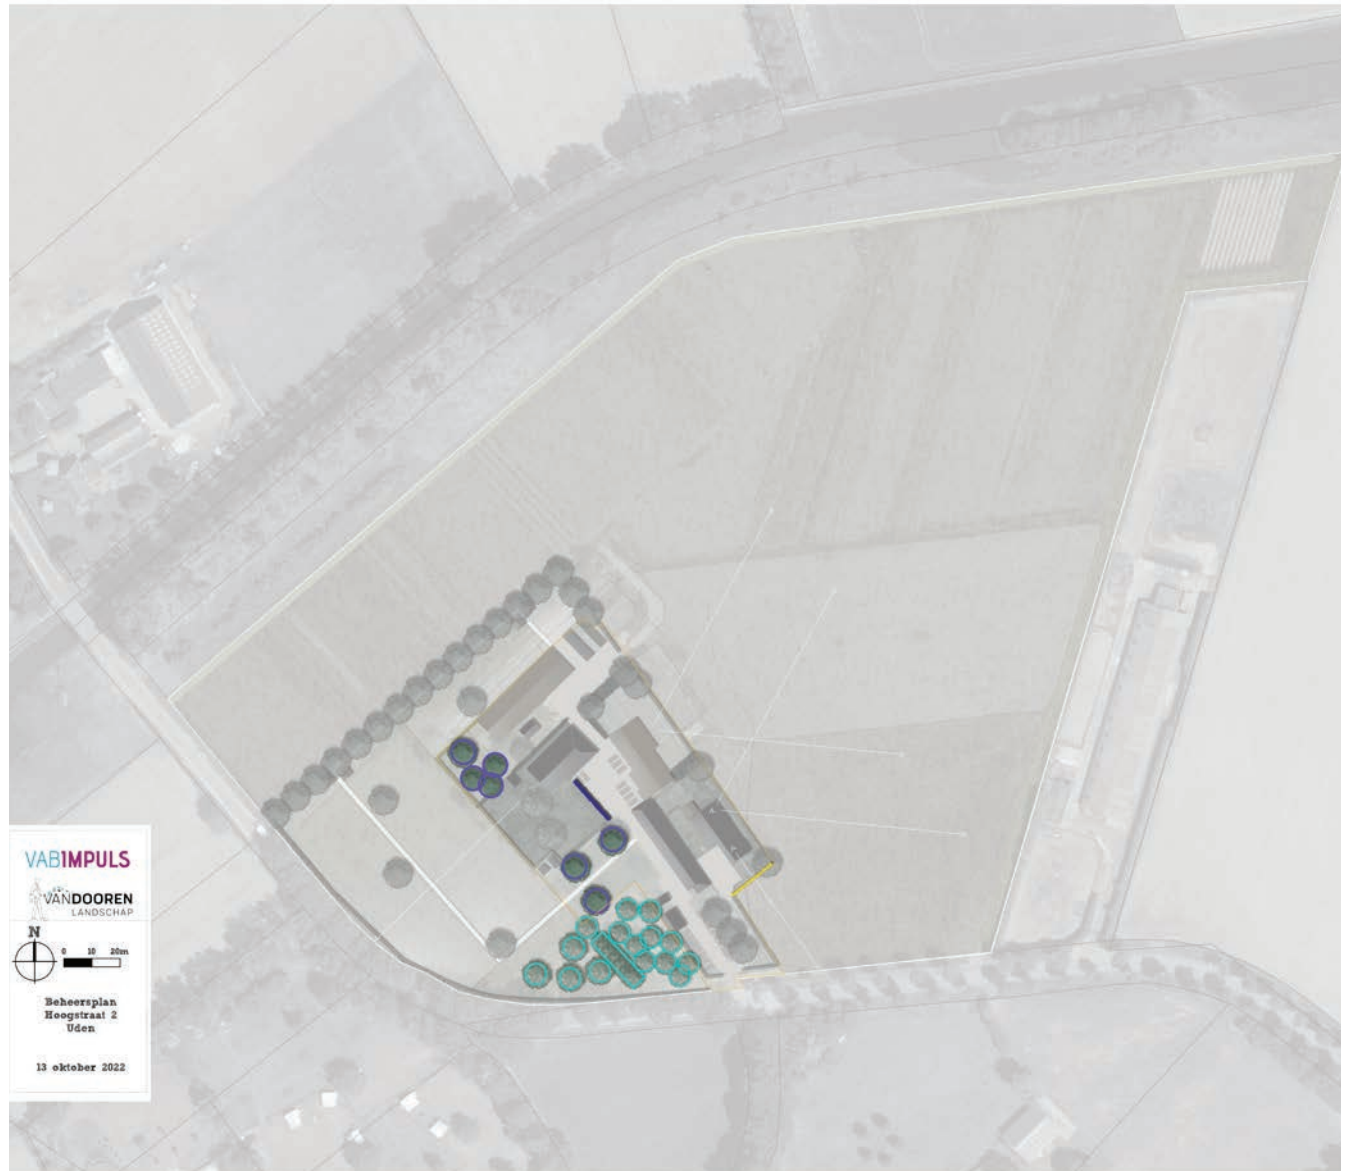 VABIMPULS
VANDOOREN
LANDSCHAP
N
0 10 20m
Beheersplan
Hoogstraat 2
Uden
13 oktober 2022